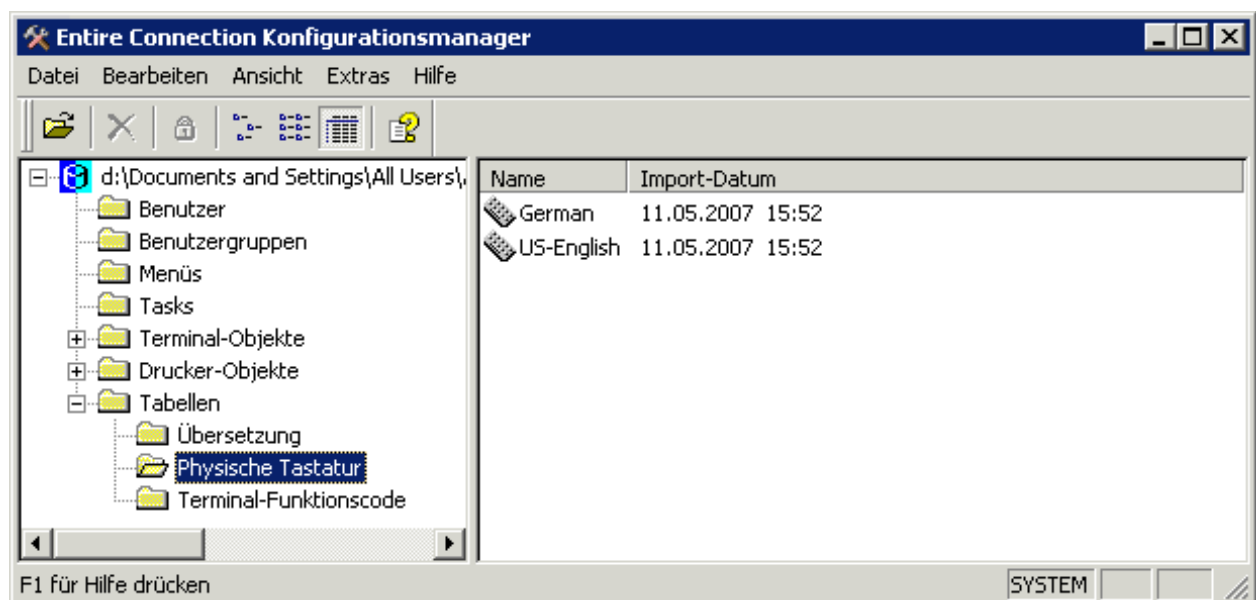 Entire Connection Konfigurationsmanager
Datei Bearbeiten Ansicht Extras Hilfe
d:\Documents and Settings\All Users\
Benutzer
Benutzergruppen
Menüs
Tasks
Terminal-Objekte
Drucker-Objekte
Tabellen
Übersetzung
Physische Tastatur
Terminal-Funktionscode
Name Import-Datum
German 11.05.2007 15:52
US-English 11.05.2007 15:52
F1 für Hilfe drücken SYSTEM